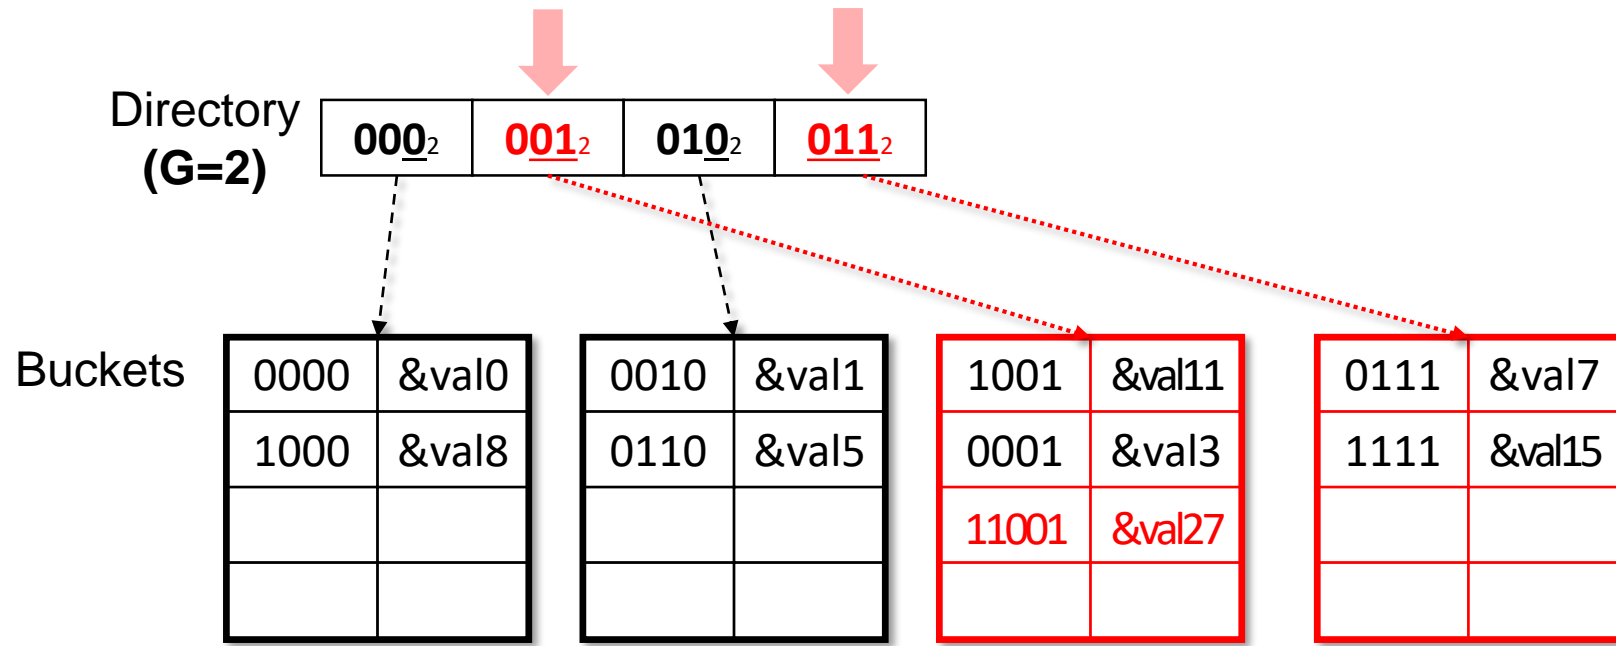 Directory
(G=2)
000₂ 001₂ 010₂ 011₂
Buckets
0000 &val0 0010 &val1 1001 &val11 0111 &val7
1000 &val8 0110 &val5 0001 &val3 1111 &val15
11001 &val27